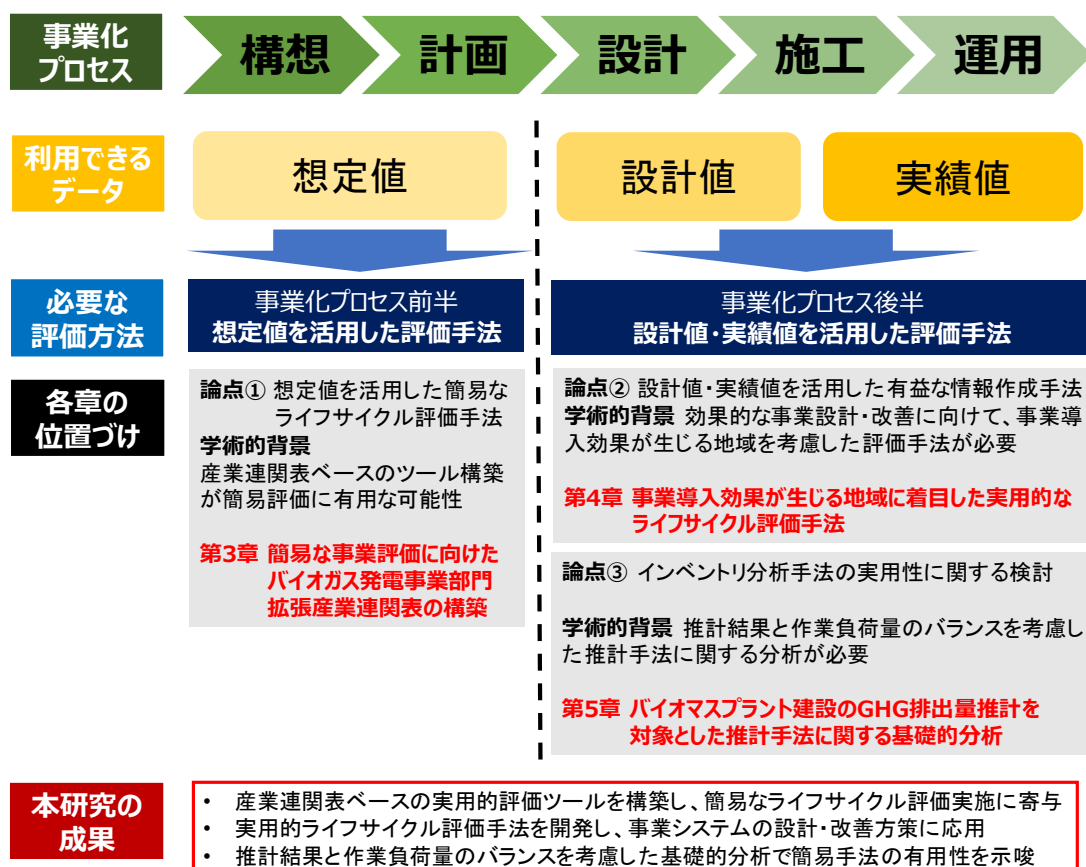 事業化
プロセス
構想
計画
設計
施工
運用
利用できる
データ
想定値
設計値
実績値
必要な
評価方法
事業化プロセス前半
想定値を活用した評価手法
事業化プロセス後半
設計値・実績値を活用した評価手法
各章の
位置づけ
論点① 想定値を活用した簡易な
ライフサイクル評価手法
学術的背景
産業連関表ベースのツール構築
が簡易評価に有用な可能性
第3章 簡易な事業評価に向けた
バイオガス発電事業部門
拡張産業連関表の構築
論点② 設計値・実績値を活用した有益な情報作成手法
学術的背景 効果的な事業設計・改善に向けて、事業導
入効果が生じる地域を考慮した評価手法が必要
第4章 事業導入効果が生じる地域に着目した実用的な
ライフサイクル評価手法
論点③ インベントリ分析手法の実用性に関する検討
学術的背景 推計結果と作業負荷量のバランスを考慮し
た推計手法に関する分析が必要
第5章 バイオマスプラント建設のGHG排出量推計を
対象とした推計手法に関する基礎的分析
本研究の
成果
• 産業連関表ベースの実用的評価ツールを構築し、簡易なライフサイクル評価実施に寄与
• 実用的ライフサイクル評価手法を開発し、事業システムの設計・改善方策に応用
• 推計結果と作業負荷量のバランスを考慮した基礎的分析で簡易手法の有用性を示唆